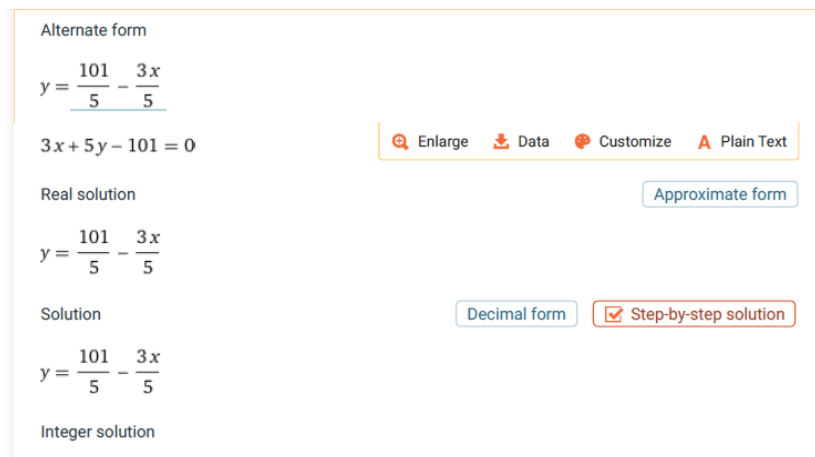 Alternate form
y = 101/5 - 3x/5
3x + 5y – 101 = 0
Enlarge Data Customize A Plain Text
Real solution Approximate form
y = 101/5 - 3x/5
Solution Decimal form Step-by-step solution
y = 101/5 - 3x/5
Integer solution